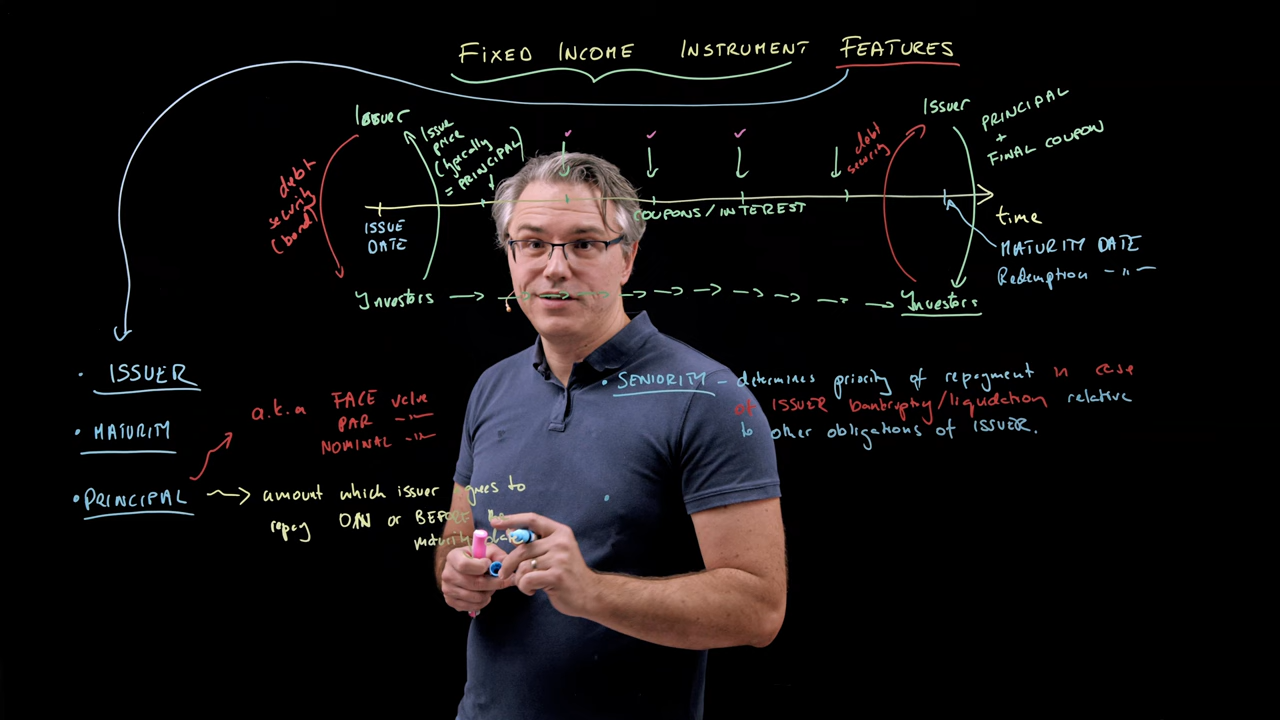 FIXED INCOME INSTRUMENT FEATURES
Issuer
Issue
price
(typically
= PRINCIPAL)
debt
security
(bond)
ISSUE
DATE
Investors
COUPONS/INTEREST
debt
security
Issuer
PRINCIPAL
+
FINAL COUPON
time
MATURITY DATE
Redemption -"-
Investors
• ISSUER
• MATURITY
• PRINCIPAL
a.k.a FACE value
PAR -"-
NOMINAL -"-
amount which issuer agrees to
repay ON or BEFORE the
maturity date
• SENIORITY - determines priority of repayment in case
of ISSUER bankruptcy/liquidation relative
to other obligations of ISSUER.